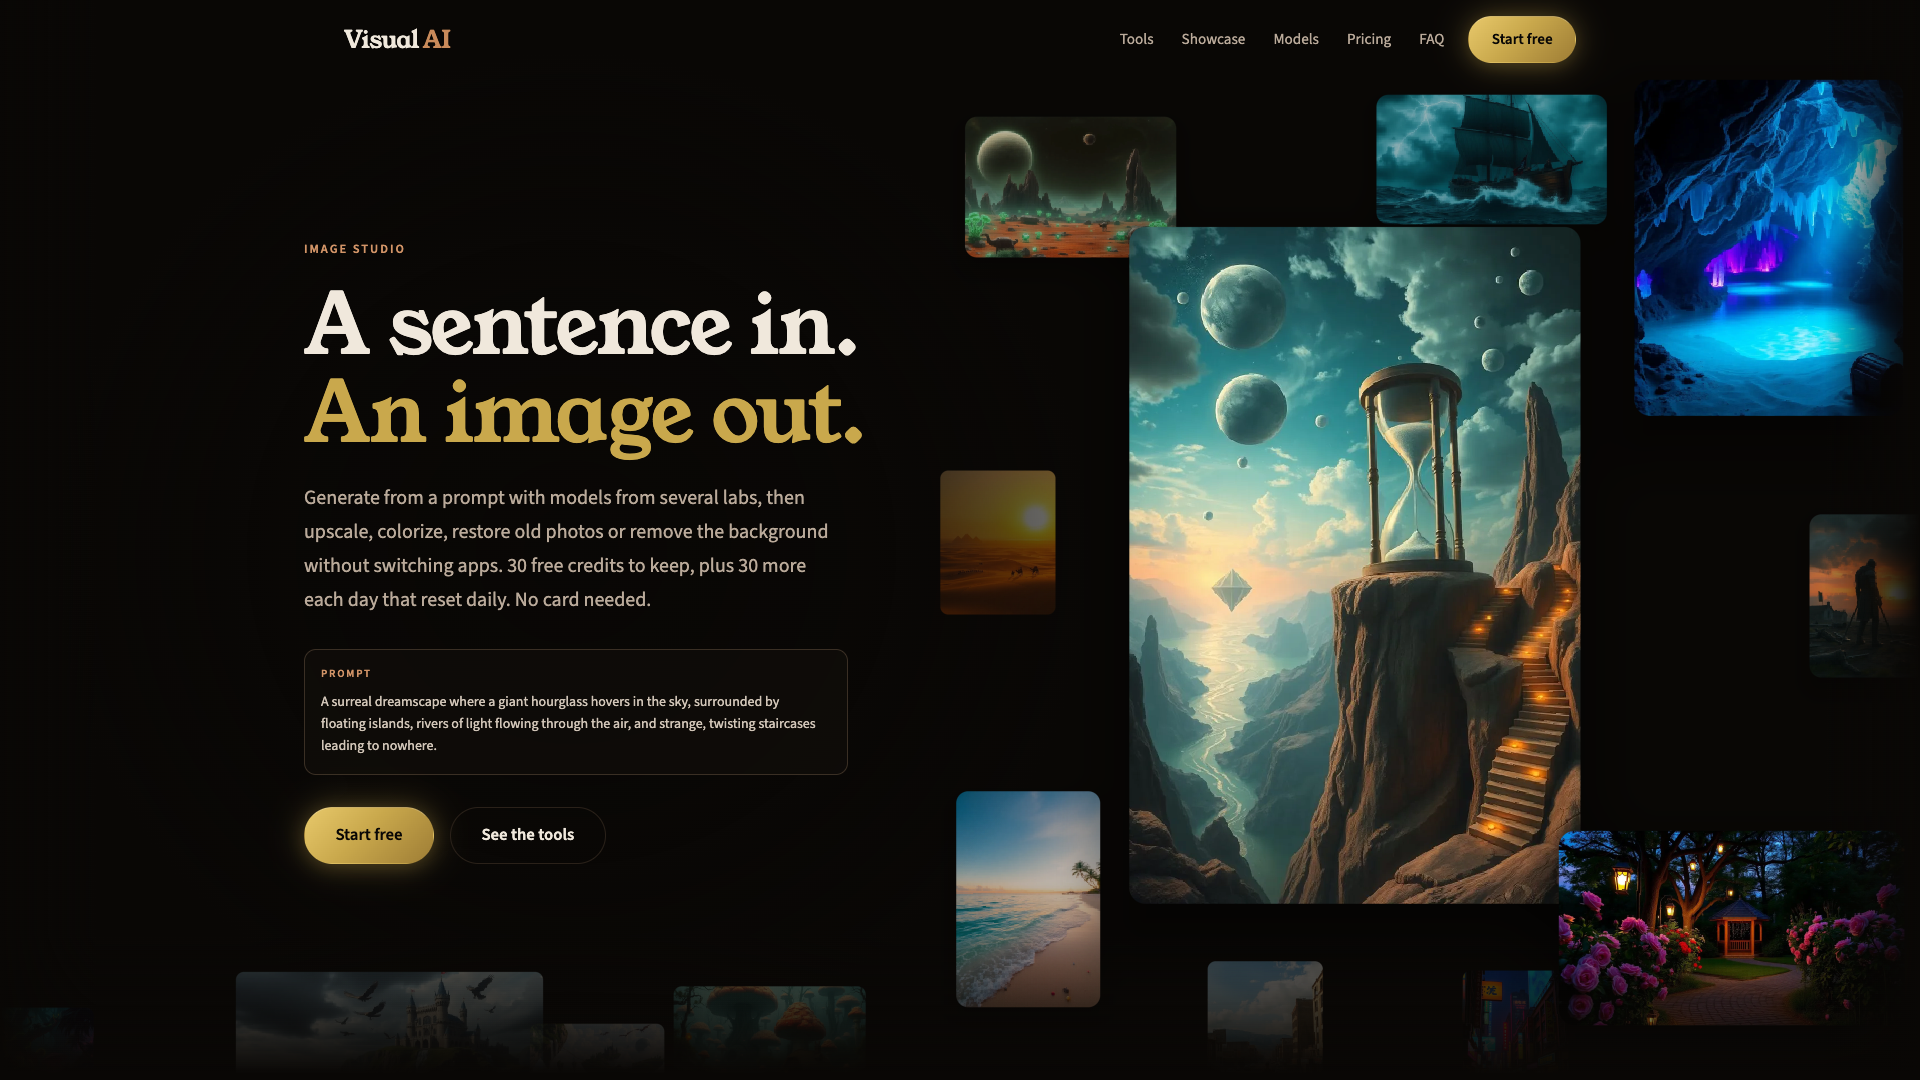 Visual AI
Tools
Showcase
Models
Pricing
FAQ
Start free
IMAGE STUDIO
A sentence in.
An image out.
Generate from a prompt with models from several labs, then
upscale, colorize, restore old photos or remove the background
without switching apps. 30 free credits to keep, plus 30 more
each day that reset daily. No card needed.
PROMPT
A surreal dreamscape where a giant hourglass hovers in the sky, surrounded by
floating islands, rivers of light flowing through the air, and strange, twisting staircases
leading to nowhere.
Start free
See the tools